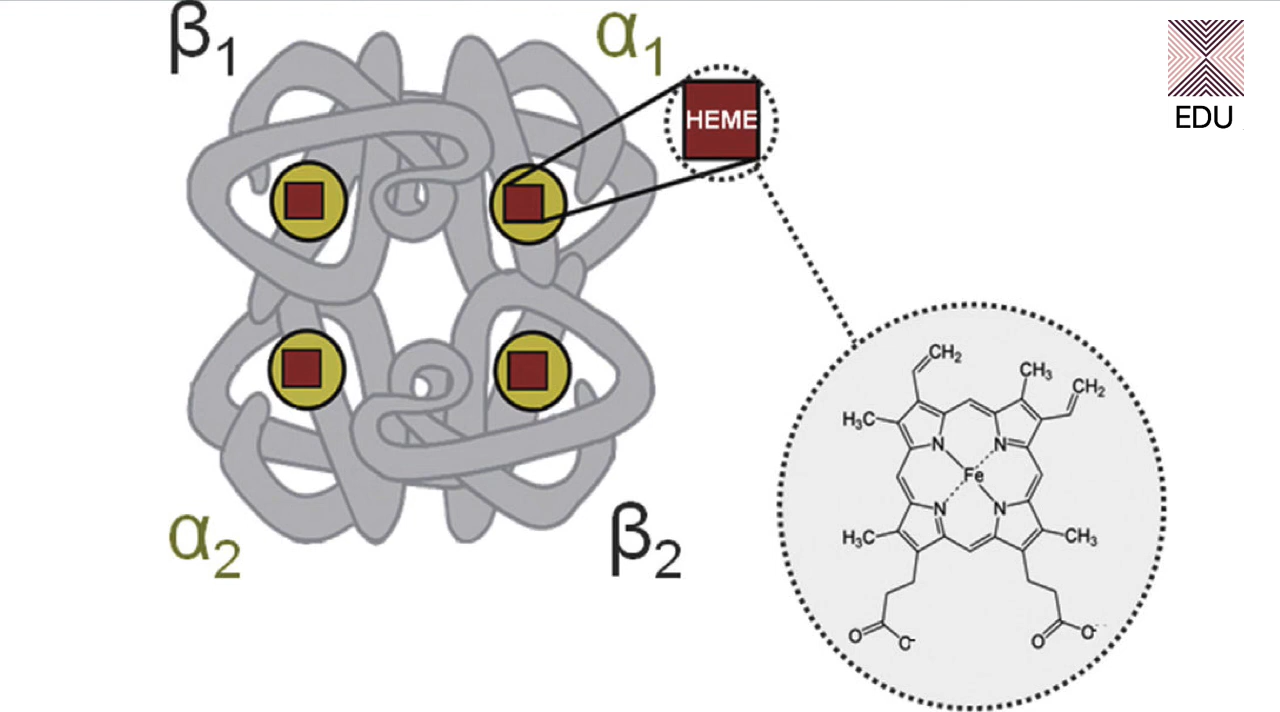 β1
α1
HEME
EDU
α2
β2
CH2
CH3
CH2
H3C
N
N
Fe
N
N
H3C
CH3
O
O-
O
O-